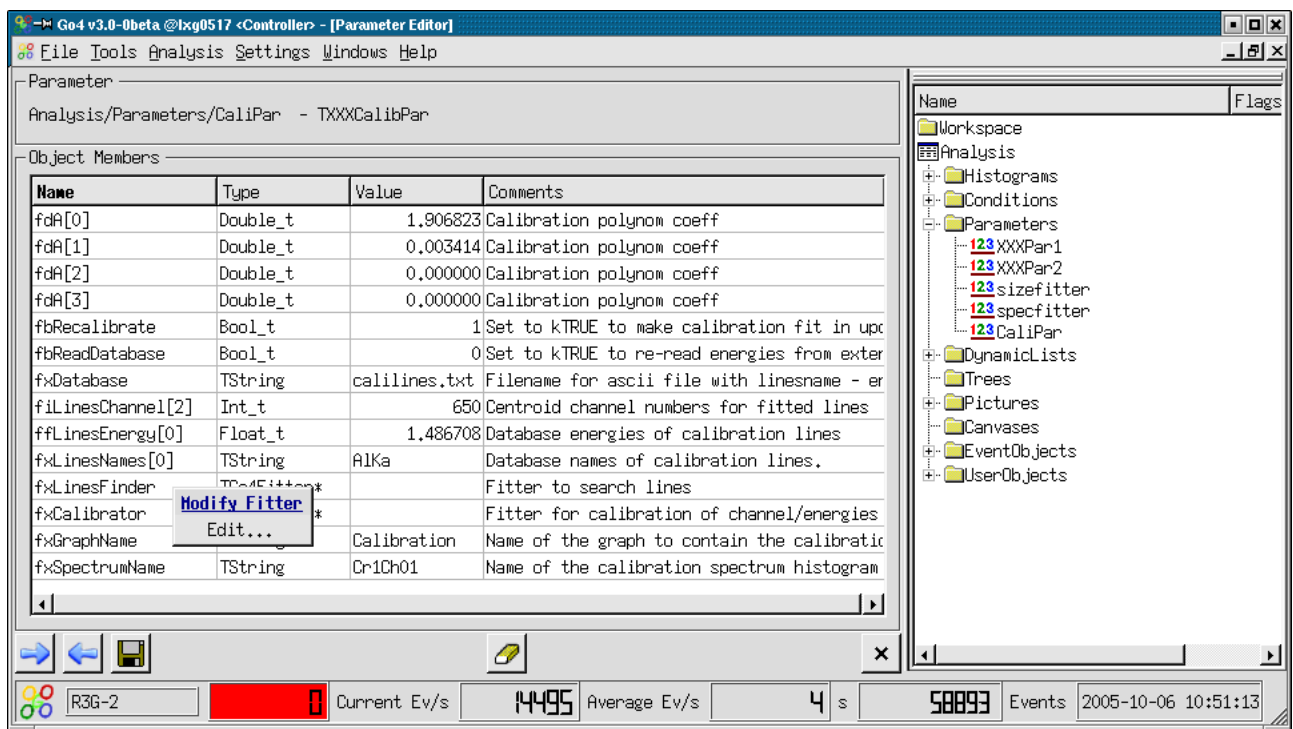 Go4 v3.0-0beta @lxg0517 <Controller> - [Parameter Editor]
File Tools Analysis Settings Windows Help
Parameter
Analysis/Parameters/CaliPar - TXXXCalibPar
Object Members
Name Type Value Comments
fdA[0] Double_t 1.906823 Calibration polynom coeff
fdA[1] Double_t 0.003414 Calibration polynom coeff
fdA[2] Double_t 0.000000 Calibration polynom coeff
fdA[3] Double_t 0.000000 Calibration polynom coeff
fbRecalibrate Bool_t 1 Set to kTRUE to make calibration fit in upd
fbReadDatabase Bool_t 0 Set to kTRUE to re-read energies from exter
fxDatabase TString calilines.txt Filename for ascii file with linesname - er
fiLinesChannel[2] Int_t 650 Centroid channel numbers for fitted lines
ffLinesEnergy[0] Float_t 1.486708 Database energies of calibration lines
fxLinesNames[0] TString AlKa Database names of calibration lines.
fxLinesFinder TGo4Fitter* Fitter to search lines
fxCalibrator * Fitter for calibration of channel/energies
fxGraphName Calibration Name of the graph to contain the calibratic
fxSpectrumName TString Cr1Ch01 Name of the calibration spectrum histogram
Modify Fitter
Edit...
Name Flags
Workspace
Analysis
Histograms
Conditions
Parameters
123 XXXPar1
123 XXXPar2
123 sizefitter
123 specfitter
123 CaliPar
DynamicLists
Trees
Pictures
Canvases
EventObjects
UserObjects
R3G-2 0 Current Ev/s 14495 Average Ev/s 4 s 58893 Events 2005-10-06 10:51:13